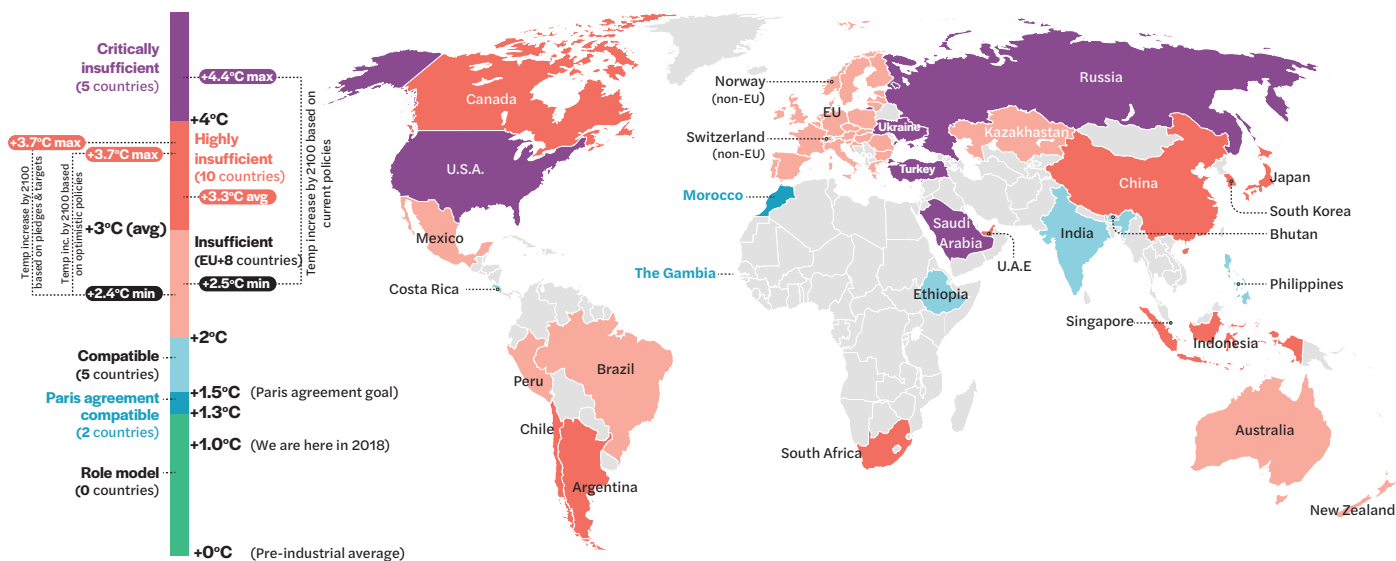 Critically
insufficient
(5 countries)
+4.4°C max
+4°C
+3.7°C max
+3.7°C max
Highly
insufficient
(10 countries)
+3.3°C avg
+3°C (avg)
Temp increase by 2100
based on pledges & targets
Temp inc. by 2100 based
on optimistic policies
Temp increase by 2100 based on
current policies
Insufficient
(EU+8 countries)
+2.5°C min
+2.4°C min
+2°C
Compatible
(5 countries)
+1.5°C (Paris agreement goal)
Paris agreement
compatible
(2 countries)
+1.3°C
+1.0°C (We are here in 2018)
Role model
(0 countries)
+0°C (Pre-industrial average)
Canada
U.S.A.
Mexico
Costa Rica
Peru
Brazil
Chile
Argentina
Norway
(non-EU)
EU
Switzerland
(non-EU)
Morocco
The Gambia
Ukraine
Turkey
Saudi
Arabia
U.A.E
Ethiopia
South Africa
Russia
Kazakhastan
China
India
Japan
South Korea
Bhutan
Philippines
Singapore
Indonesia
Australia
New Zealand